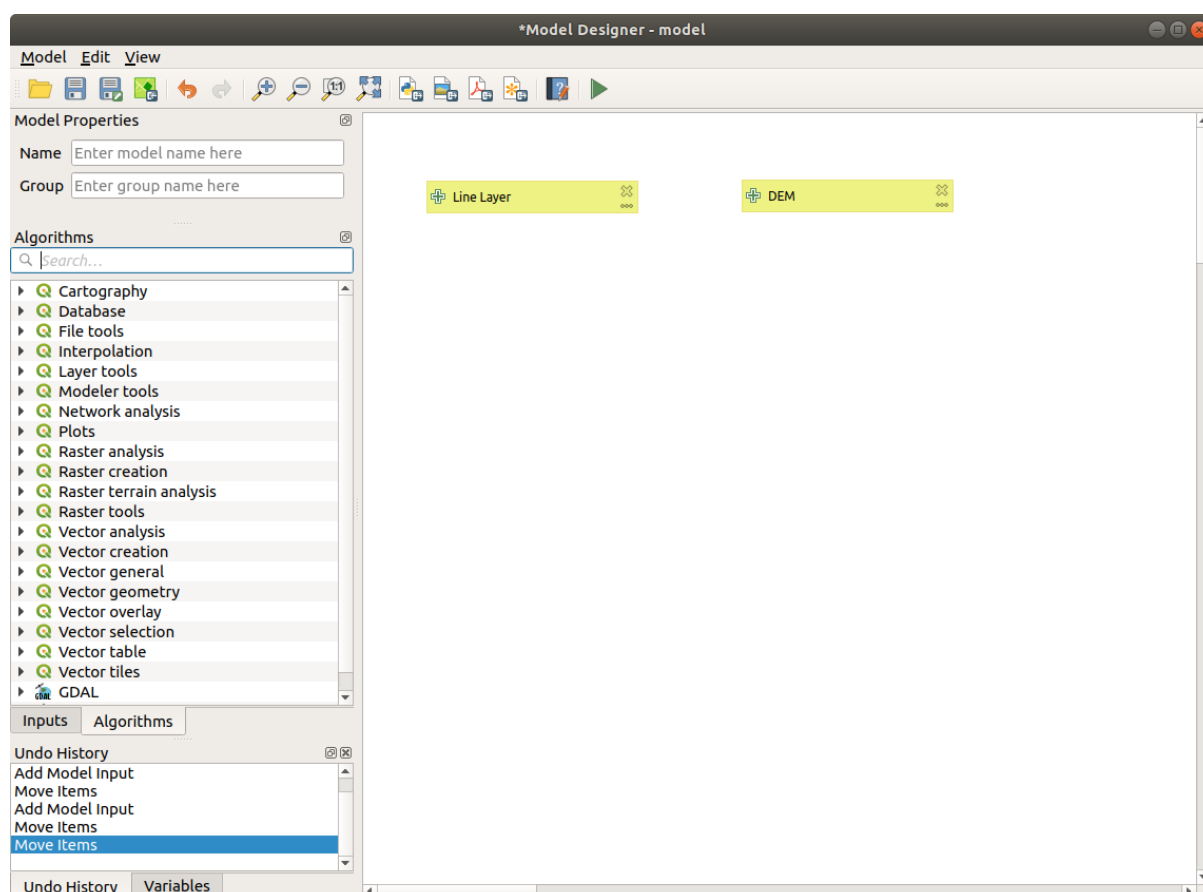 *Model Designer - model
Model Edit View
1:1
Model Properties
Name Enter model name here
Group Enter group name here
Algorithms
Search...
Cartography
Database
File tools
Interpolation
Layer tools
Modeler tools
Network analysis
Plots
Raster analysis
Raster creation
Raster terrain analysis
Raster tools
Vector analysis
Vector creation
Vector general
Vector geometry
Vector overlay
Vector selection
Vector table
Vector tiles
GDAL
Inputs Algorithms
Undo History
Add Model Input
Move Items
Add Model Input
Move Items
Move Items
Undo History Variables
Line Layer
DEM